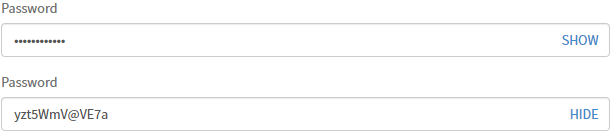 Password
•••••••••••• SHOW
Password
yzt5WmV@VE7a HIDE